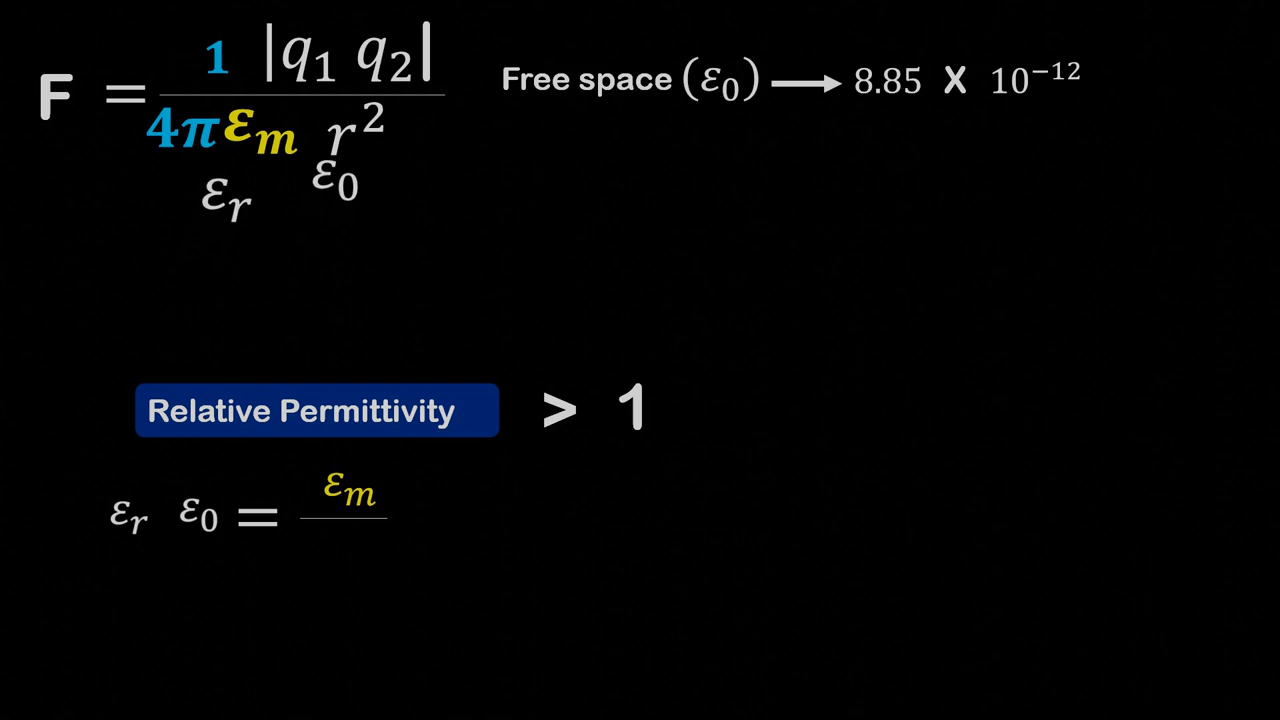 F = 1 |q₁ q₂|
4πεₘ r²
εᵣ ε₀
Free space (ε₀) ⟶ 8.85 X 10⁻¹²
Relative Permittivity > 1
εᵣ ε₀ = εₘ